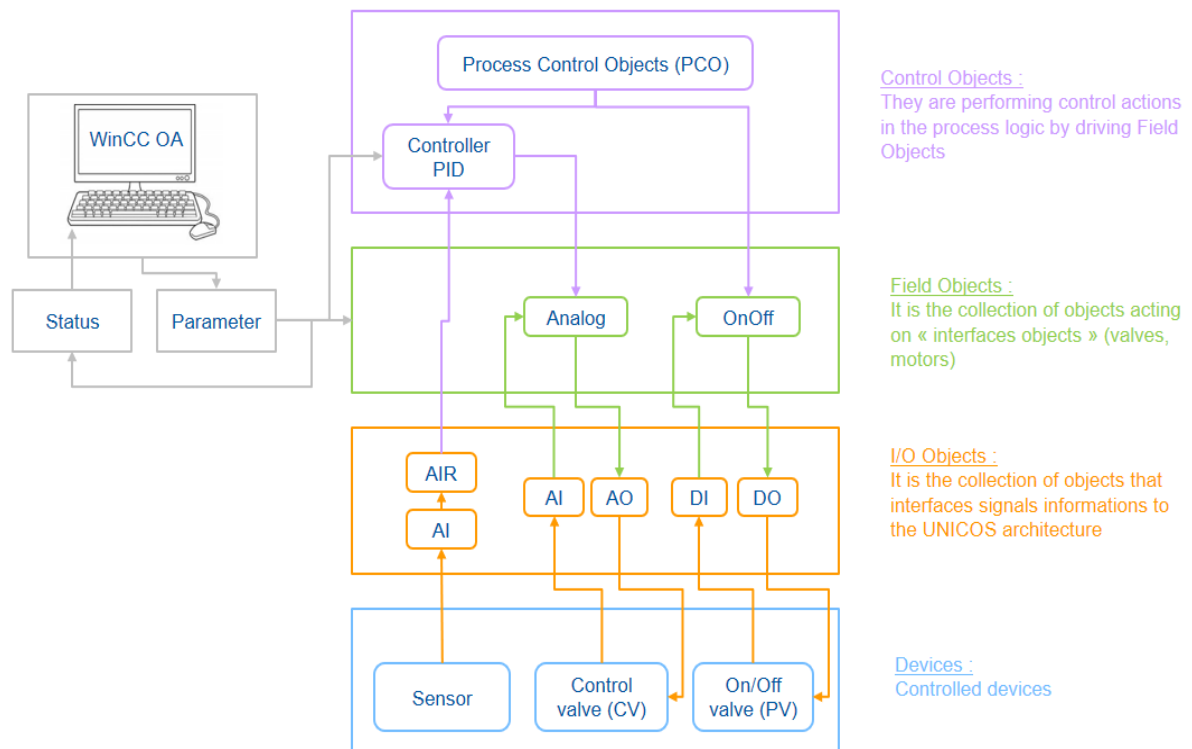 Process Control Objects (PCO)
Control Objects :
They are performing control actions
in the process logic by driving Field
Objects
WinCC OA
Controller
PID
Status
Parameter
Analog
OnOff
Field Objects :
It is the collection of objects acting
on « interfaces objects » (valves,
motors)
AIR
AI
AI
AO
DI
DO
I/O Objects :
It is the collection of objects that
interfaces signals informations to
the UNICOS architecture
Sensor
Control
valve (CV)
On/Off
valve (PV)
Devices :
Controlled devices